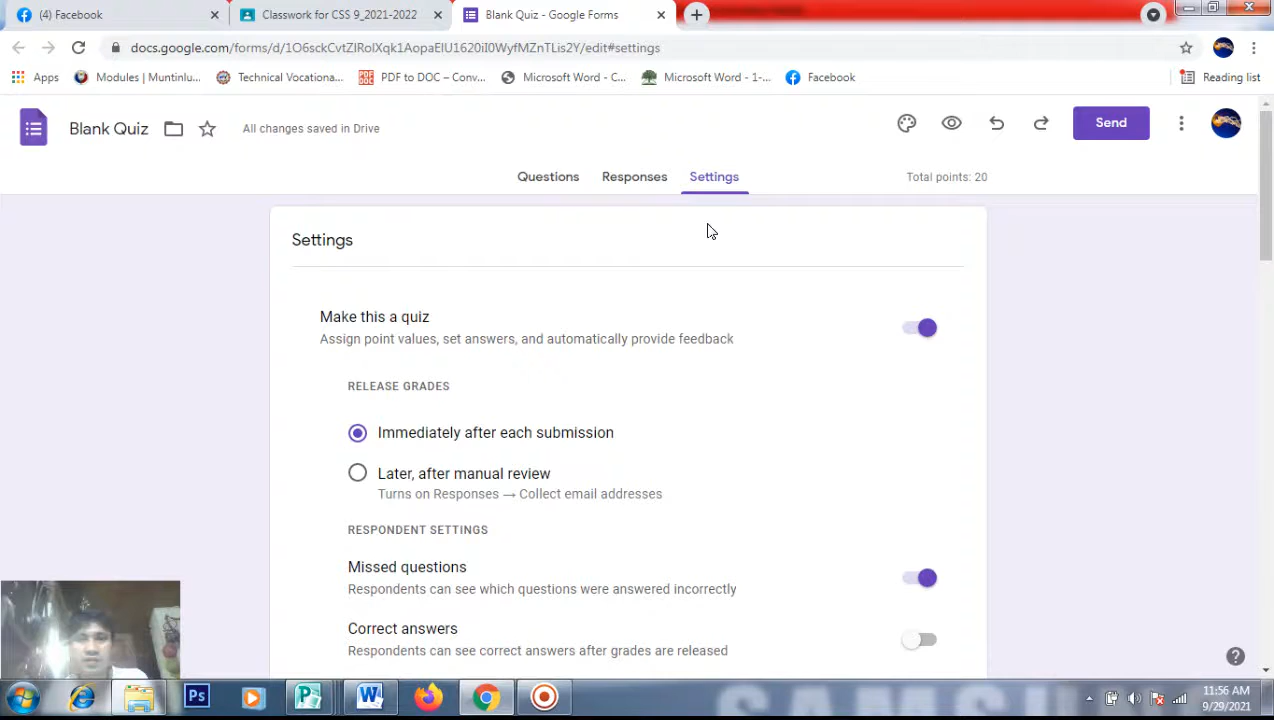 (4) Facebook
Classwork for CSS 9_2021-2022
Blank Quiz - Google Forms
docs.google.com/forms/d/1O6sckCvtZlRolXqk1AopaElU1620iI0WyfMZnTLis2Y/edit#settings
Apps
Modules | Muntinlu...
Technical Vocationa...
PDF to DOC – Conv...
Microsoft Word - C...
Microsoft Word - 1-...
Facebook
Reading list
Blank Quiz
All changes saved in Drive
Send
Questions
Responses
Settings
Total points: 20
Settings
Make this a quiz
Assign point values, set answers, and automatically provide feedback
RELEASE GRADES
Immediately after each submission
Later, after manual review
Turns on Responses → Collect email addresses
RESPONDENT SETTINGS
Missed questions
Respondents can see which questions were answered incorrectly
Correct answers
Respondents can see correct answers after grades are released
Ps
11:56 AM
9/29/2021